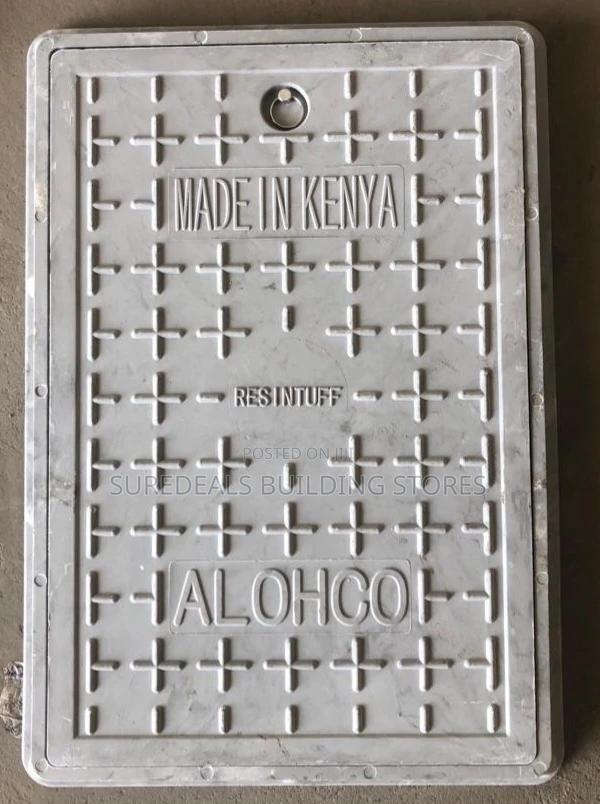 MADE IN KENYA
RESINTUFF
POSTED ON JIJI
SUREDEALS BUILDING STORES
ALOHCO